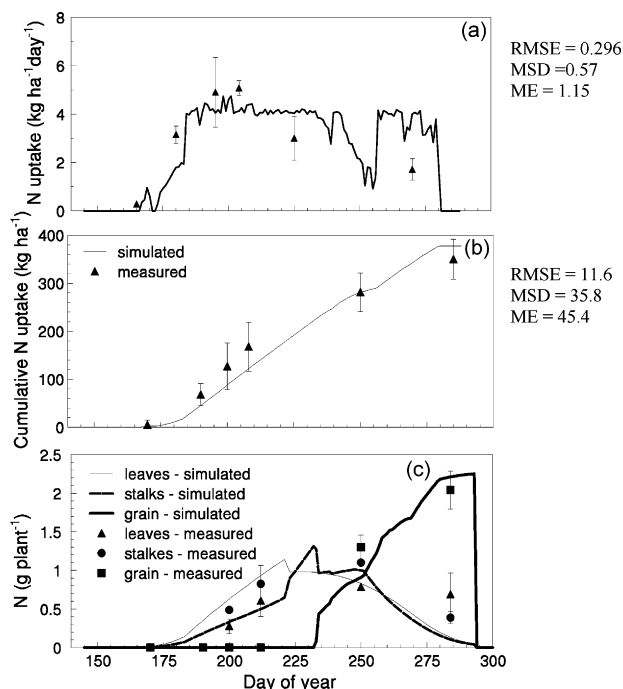 (a)
N uptake (kg ha⁻¹day⁻¹)
8
6
4
2
0
RMSE = 0.296
MSD =0.57
ME = 1.15
(b)
Cumulative N uptake (kg ha⁻¹)
400
300
200
100
0
simulated
measured
RMSE = 11.6
MSD = 35.8
ME = 45.4
(c)
N (g plant⁻¹)
2.5
2
1.5
1
0.5
0
leaves - simulated
stalks - simulated
grain - simulated
leaves - measured
stalkes - measured
grain - measured
150 175 200 225 250 275 300
Day of year